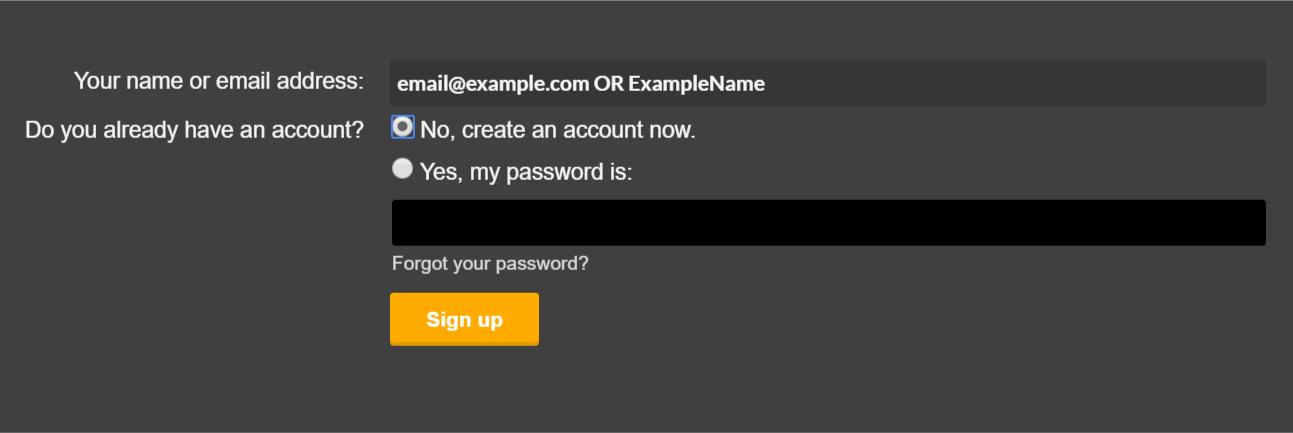 Your name or email address: email@example.com OR ExampleName
Do you already have an account? No, create an account now.
Yes, my password is:
Forgot your password?
Sign up